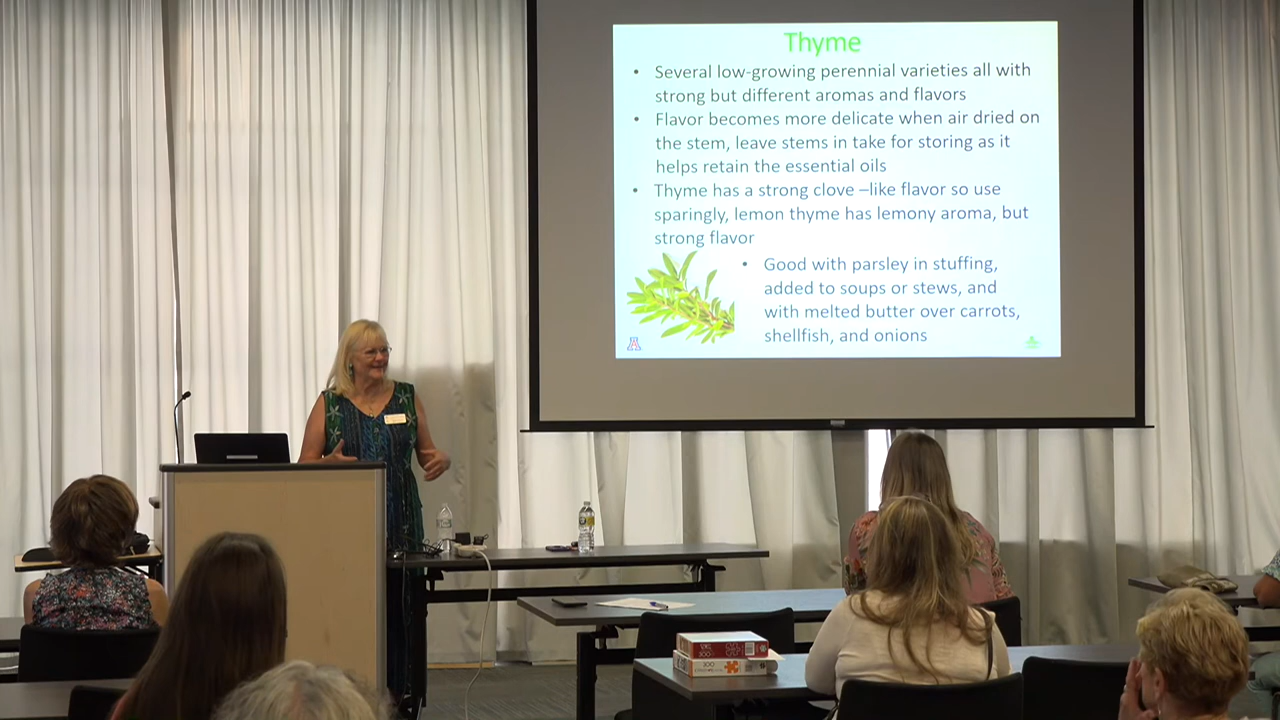 Thyme
• Several low-growing perennial varieties all with
strong but different aromas and flavors
• Flavor becomes more delicate when air dried on
the stem, leave stems in take for storing as it
helps retain the essential oils
• Thyme has a strong clove –like flavor so use
sparingly, lemon thyme has lemony aroma, but
strong flavor
• Good with parsley in stuffing,
added to soups or stews, and
with melted butter over carrots,
shellfish, and onions
A
300